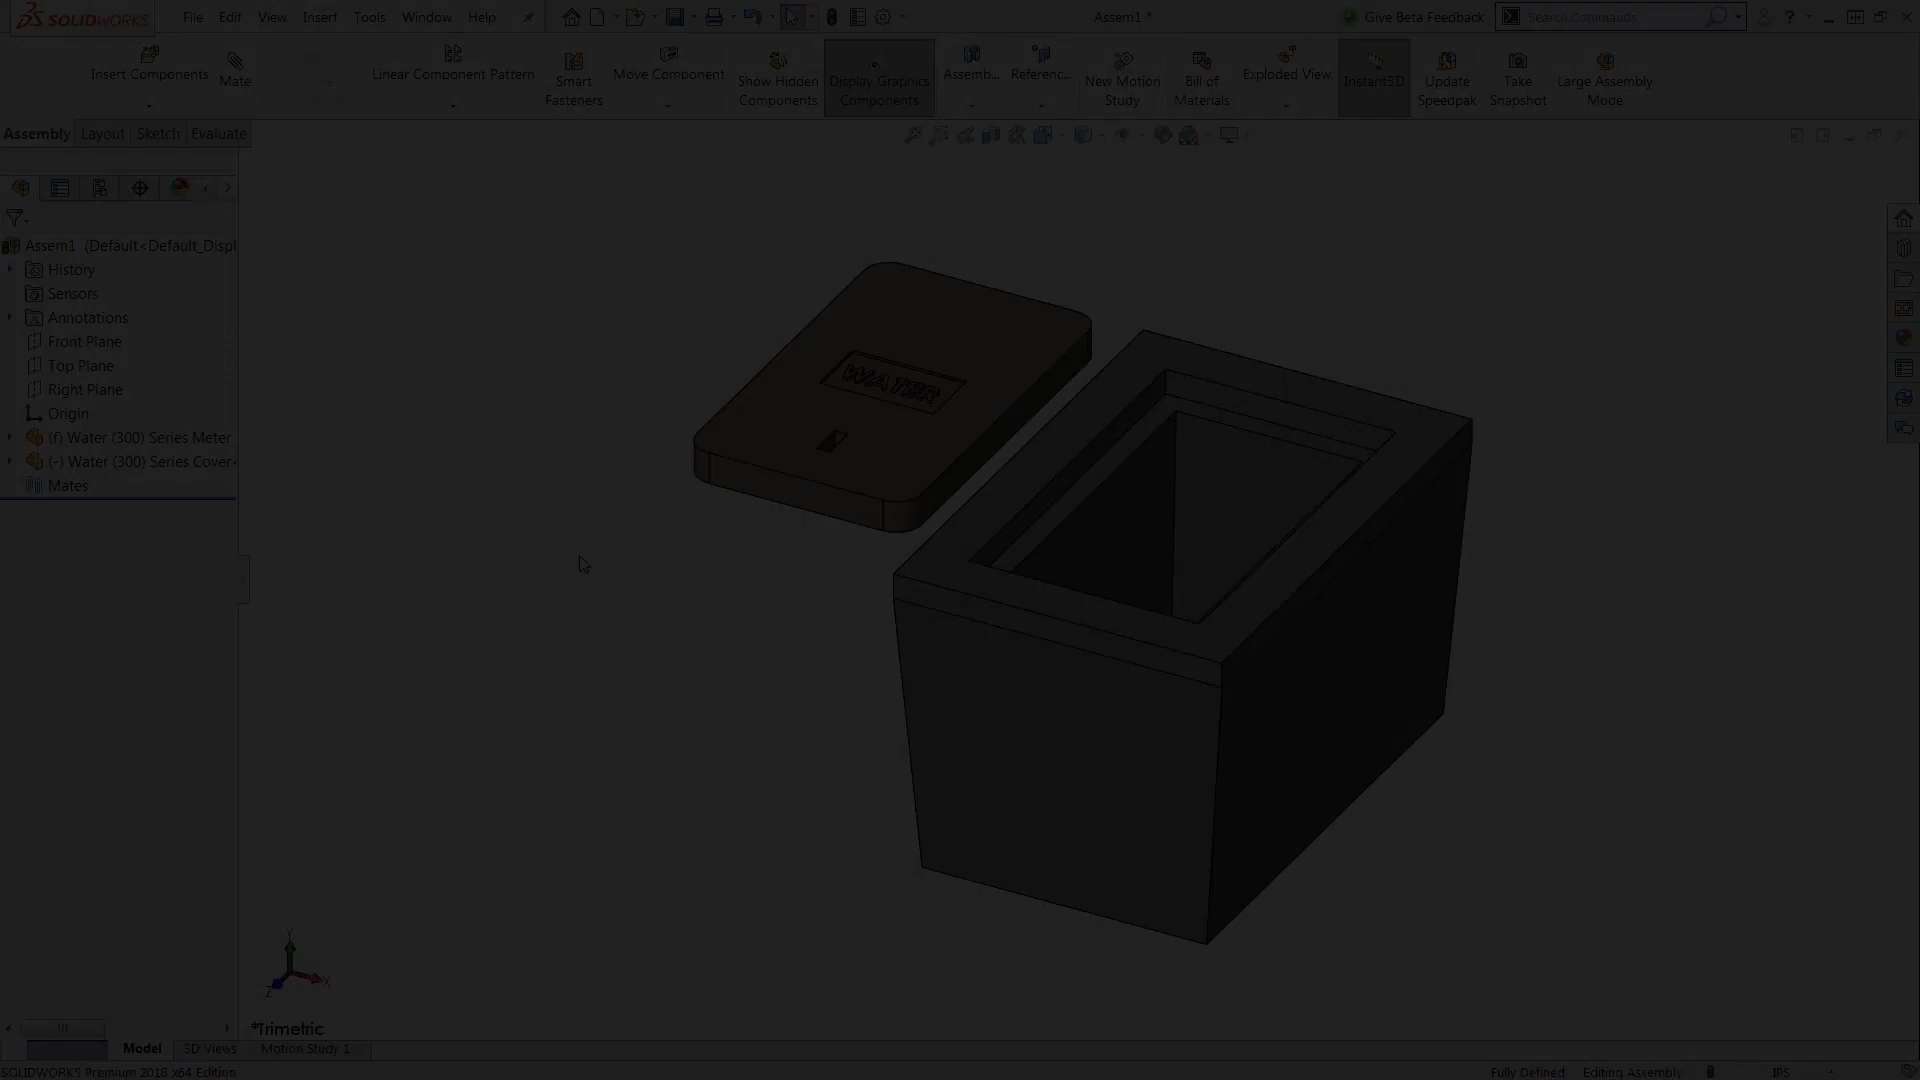 SOLIDWORKS
File Edit View Insert Tools Window Help
Assem1 *
Give Beta Feedback
Search Commands
Insert Components
Mate
Linear Component Pattern
Smart
Fasteners
Move Component
Show Hidden
Components
Display Graphics
Components
Assemb...
Referenc...
New Motion
Study
Bill of
Materials
Exploded View
Instant3D
Update
Speedpak
Take
Snapshot
Large Assembly
Mode
Assembly Layout Sketch Evaluate
Assem1 (Default<Default_Displ
History
Sensors
Annotations
Front Plane
Top Plane
Right Plane
Origin
(f) Water (300) Series Meter
(-) Water (300) Series Cover
Mates
WATER
Y
X
Z
*Trimetric
Model 3D Views Motion Study 1
SOLIDWORKS Premium 2018 x64 Edition
Fully Defined Editing Assembly IPS